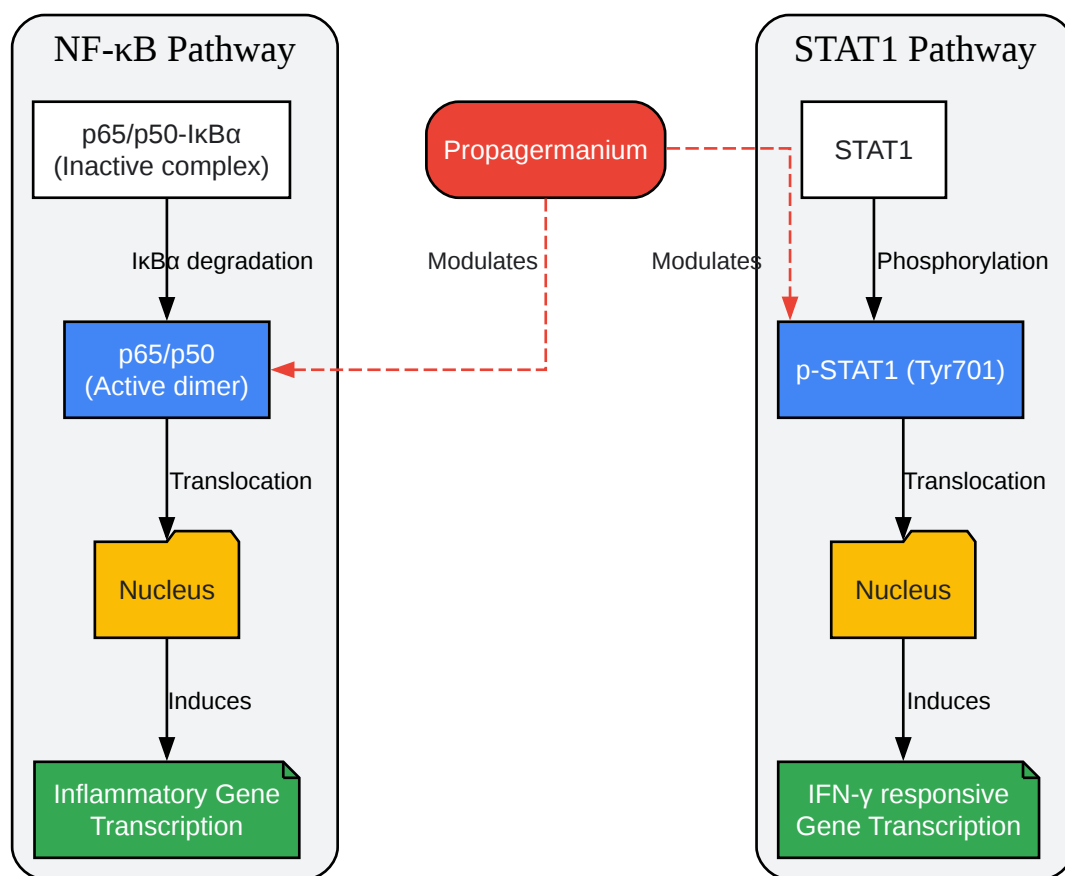 NF-κB Pathway
p65/p50-IκBα
(Inactive complex)
IκBα degradation
p65/p50
(Active dimer)
Translocation
Nucleus
Induces
Inflammatory Gene
Transcription
Propagermanium
Modulates
Modulates
STAT1 Pathway
STAT1
Phosphorylation
p-STAT1 (Tyr701)
Translocation
Nucleus
Induces
IFN-γ responsive
Gene Transcription